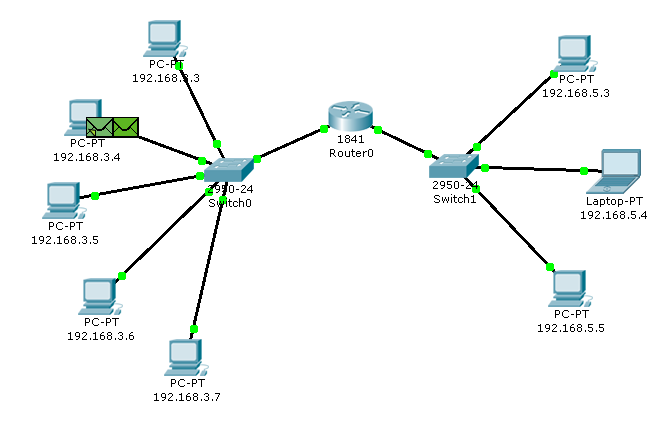 PC-PT
192.168.3.3
PC-PT
192.168.3.4
PC-PT
192.168.3.5
PC-PT
192.168.3.6
PC-PT
192.168.3.7
2950-24
Switch0
1841
Router0
2950-24
Switch1
PC-PT
192.168.5.3
Laptop-PT
192.168.5.4
PC-PT
192.168.5.5